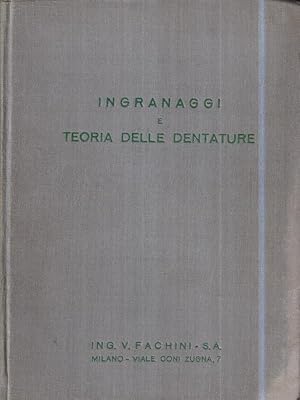 INGRANAGGI
E
TEORIA DELLE DENTATURE
ING. V. FACHINI - S.A.
MILANO - VIALE CONI ZUGNA, 7